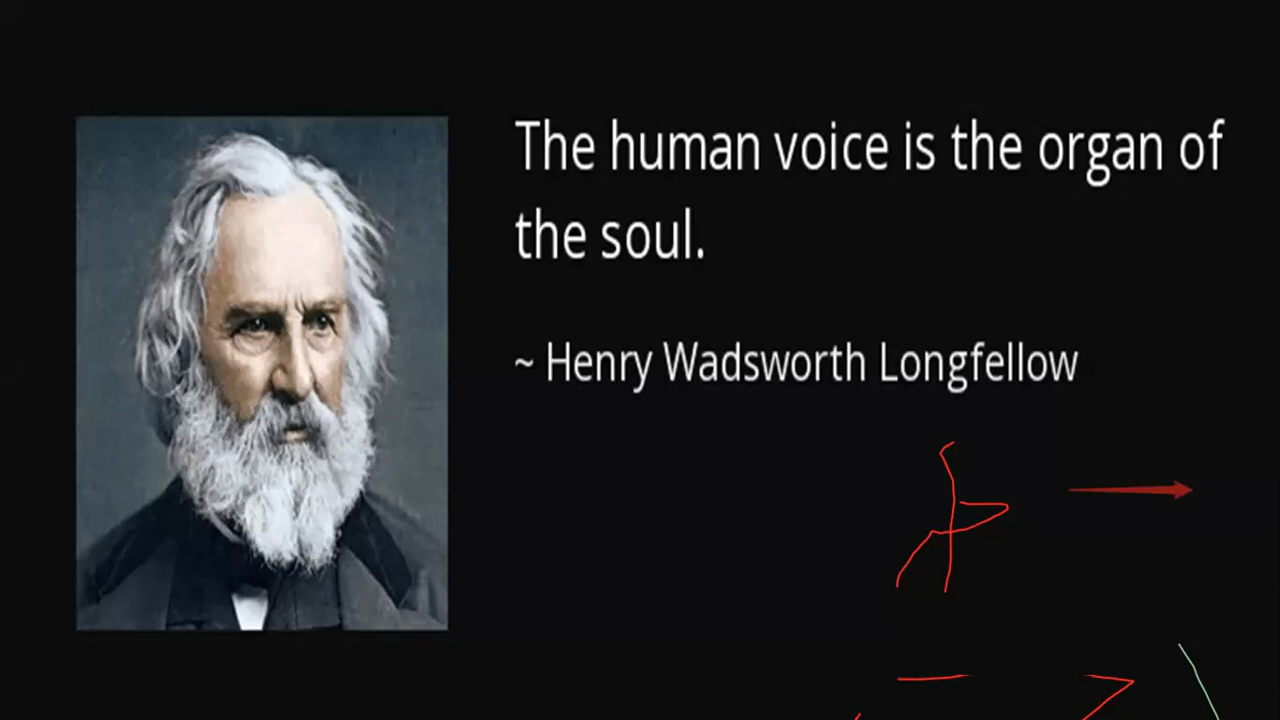 The human voice is the organ of
the soul.
~ Henry Wadsworth Longfellow